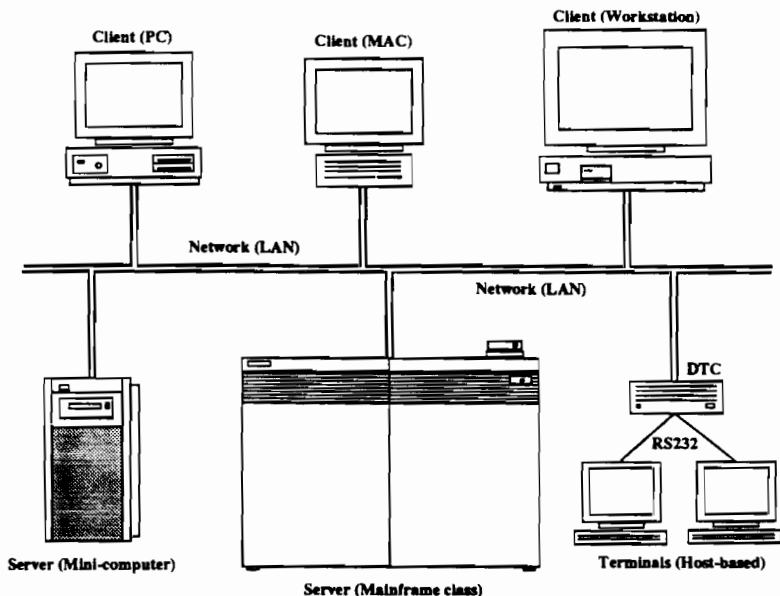 Client (PC)
Client (MAC)
Client (Workstation)
Network (LAN)
Network (LAN)
DTC
RS232
Server (Mini-computer)
Terminals (Host-based)
Server (Mainframe class)